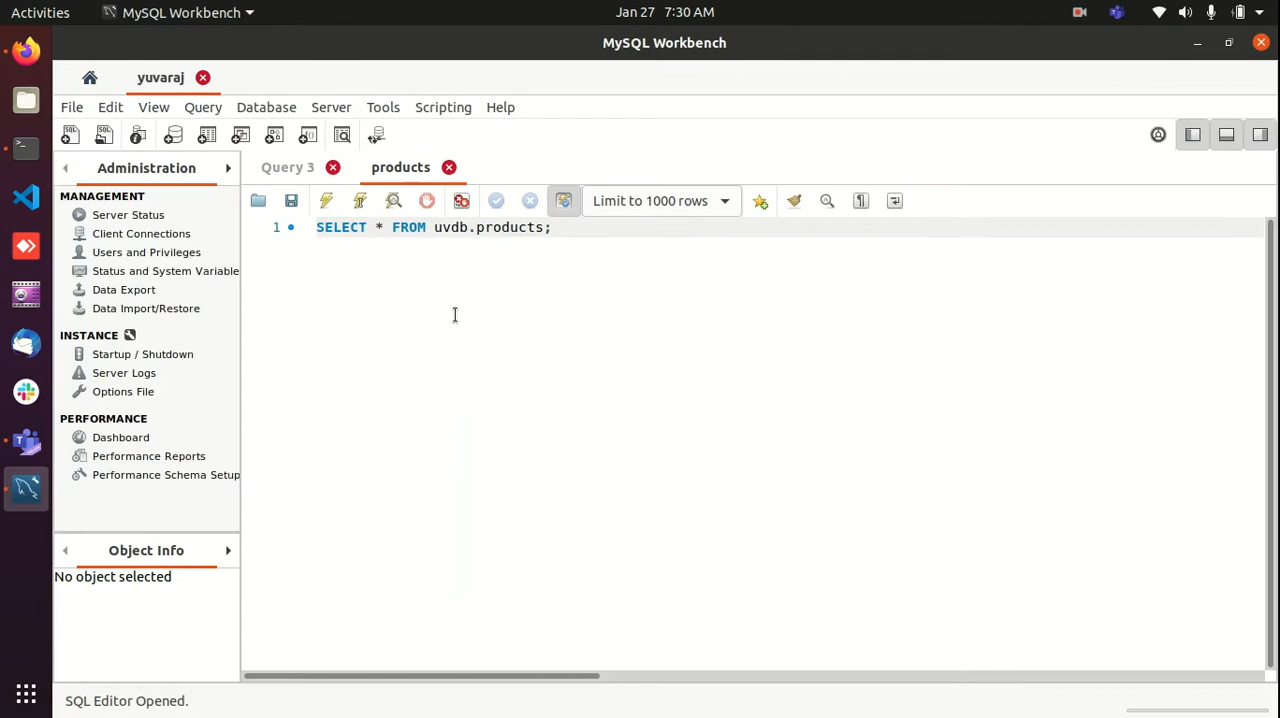 Activities
MySQL Workbench
Jan 27 7:30 AM
MySQL Workbench
yuvaraj
File Edit View Query Database Server Tools Scripting Help
Administration
Query 3
products
MANAGEMENT
Server Status
Client Connections
Users and Privileges
Status and System Variable
Data Export
Data Import/Restore
INSTANCE
Startup / Shutdown
Server Logs
Options File
PERFORMANCE
Dashboard
Performance Reports
Performance Schema Setup
Limit to 1000 rows
1 SELECT * FROM uvdb.products;
Object Info
No object selected
SQL Editor Opened.